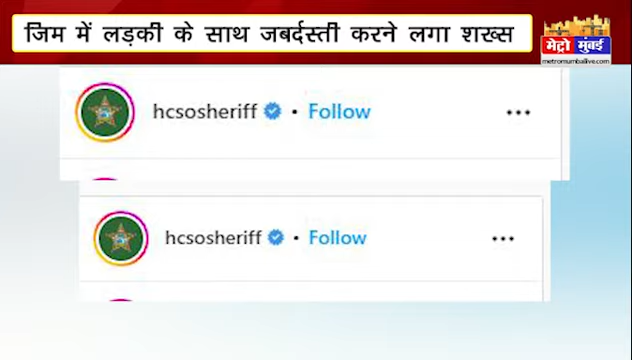 जिम में लड़की के साथ जबर्दस्ती करने लगा शख्स
मेट्रो मुंबई
metromumbailive.com
hcsosheriff • Follow
hcsosheriff • Follow